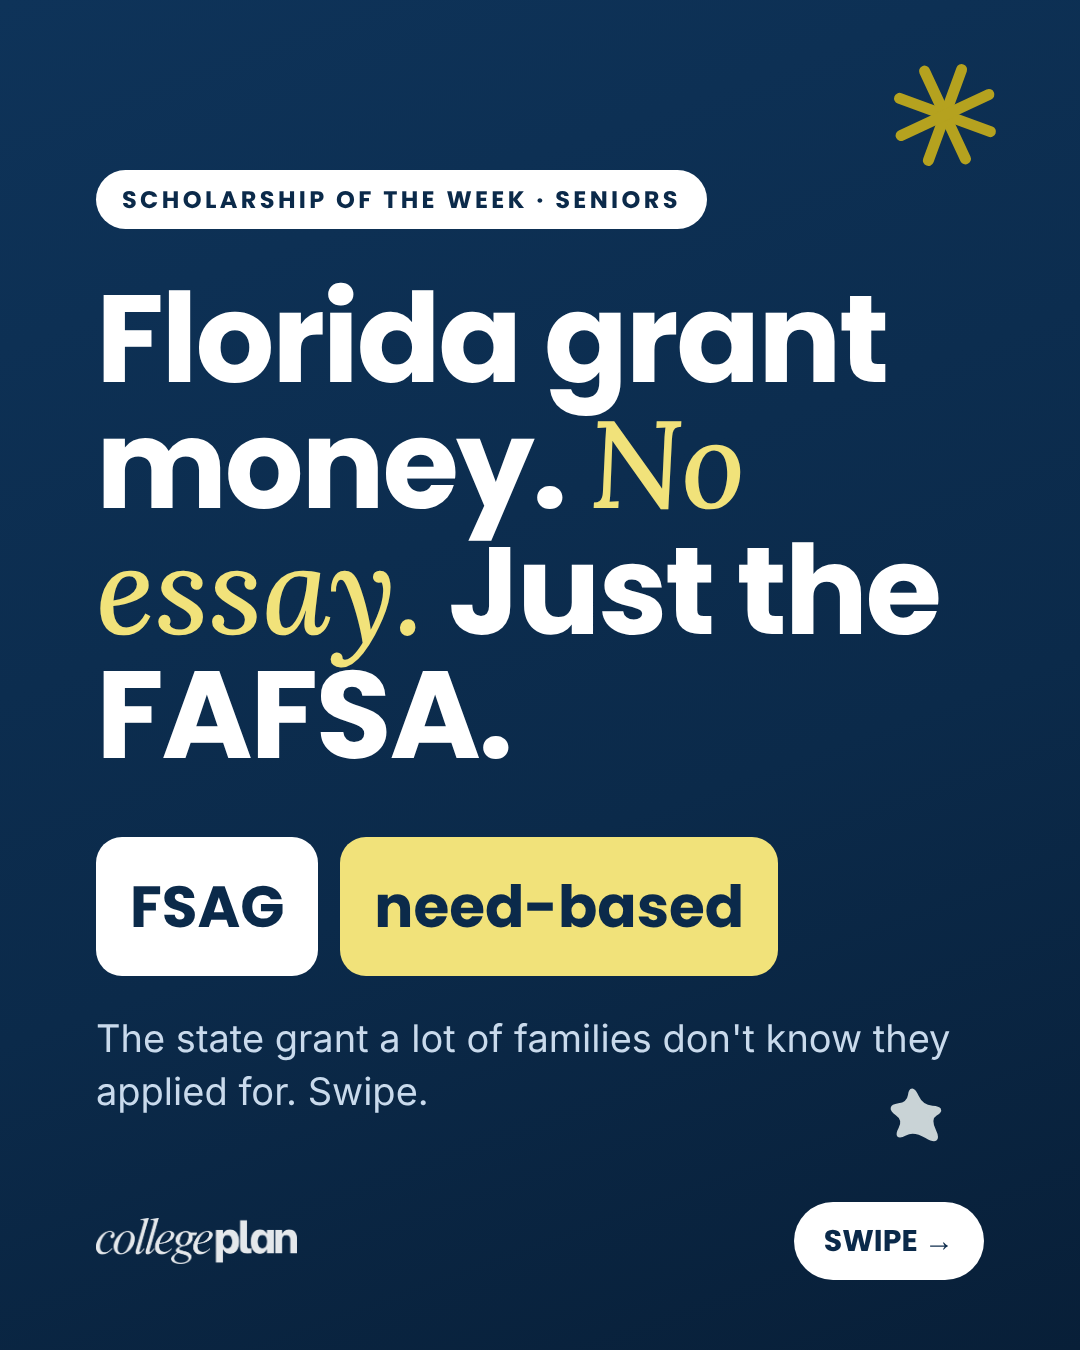 SCHOLARSHIP OF THE WEEK · SENIORS
Florida grant
money. No
essay. Just the
FAFSA.
FSAG need-based
The state grant a lot of families don't know they
applied for. Swipe.
collegeplan
SWIPE →